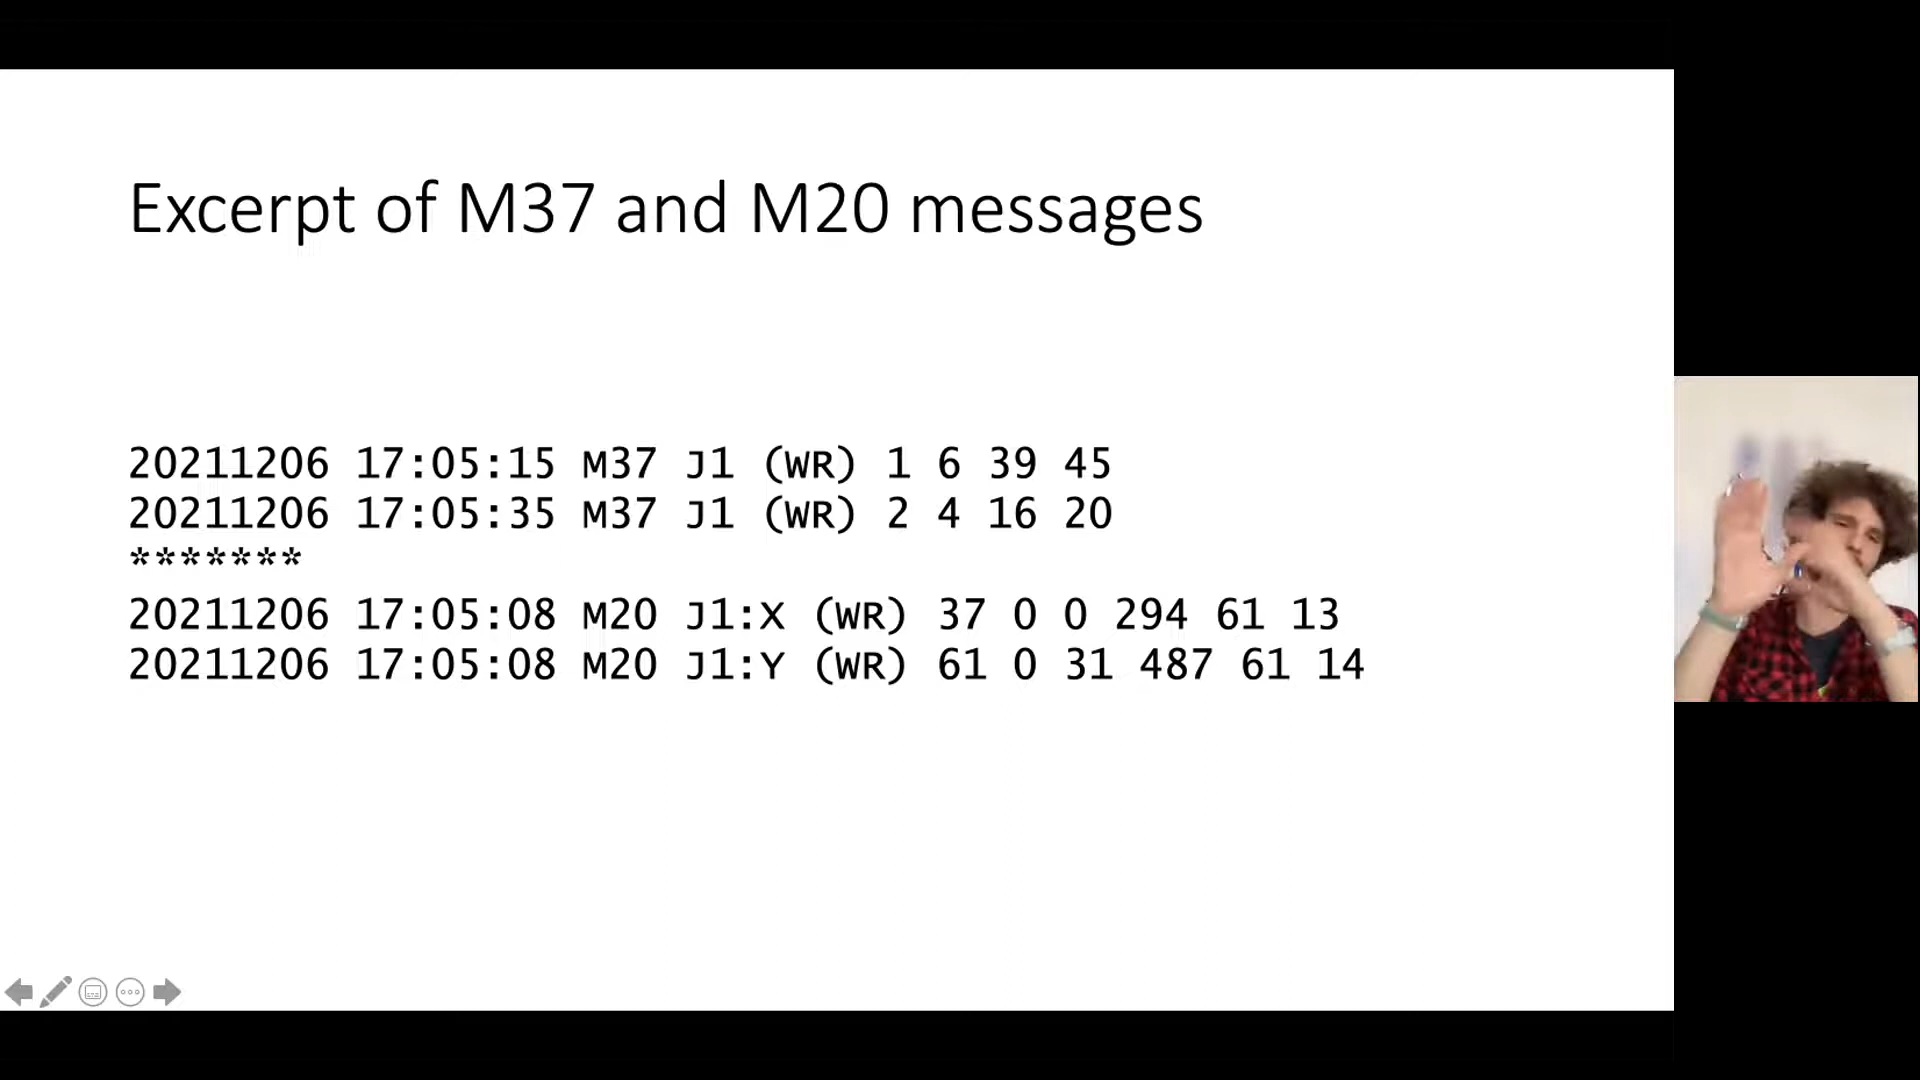 Excerpt of M37 and M20 messages
20211206 17:05:15 M37 J1 (WR) 1 6 39 45
20211206 17:05:35 M37 J1 (WR) 2 4 16 20
*******
20211206 17:05:08 M20 J1:X (WR) 37 0 0 294 61 13
20211206 17:05:08 M20 J1:Y (WR) 61 0 31 487 61 14